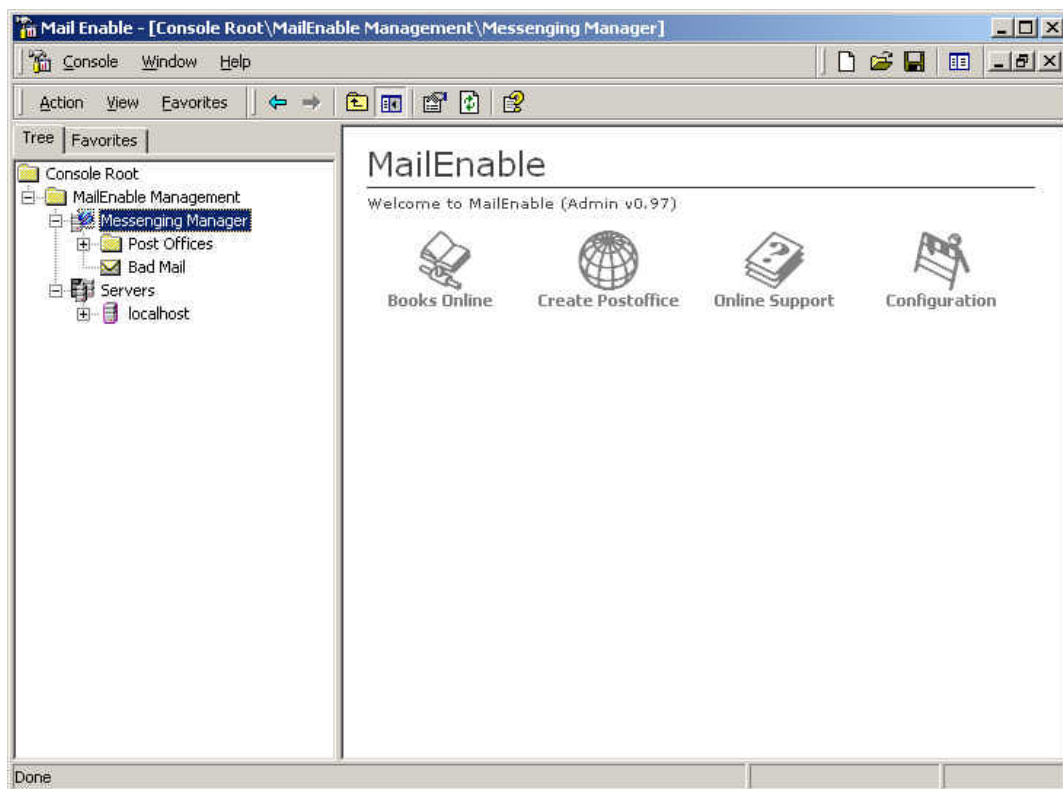 Mail Enable - [Console Root\MailEnable Management\Messenging Manager]
Console Window Help
Action View Favorites
Tree Favorites
Console Root
MailEnable Management
Messenging Manager
Post Offices
Bad Mail
Servers
localhost
MailEnable
Welcome to MailEnable (Admin v0.97)
Books Online Create Postoffice Online Support Configuration
Done